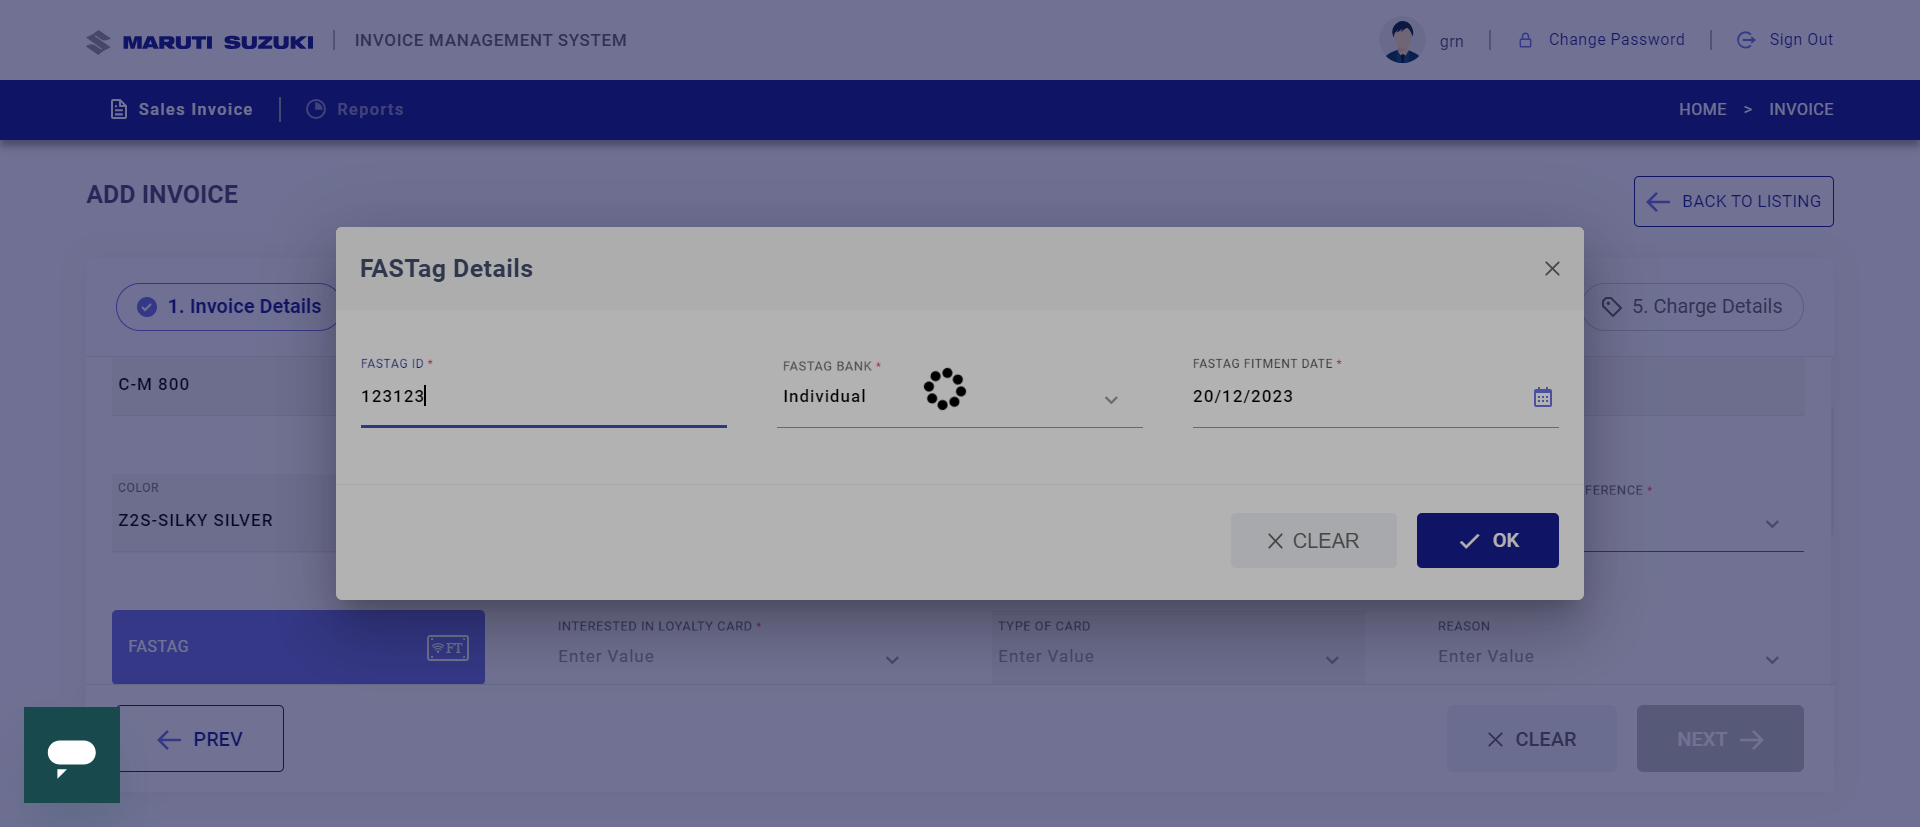 MARUTI SUZUKI
INVOICE MANAGEMENT SYSTEM
grn
Change Password
Sign Out
Sales Invoice
Reports
HOME > INVOICE
ADD INVOICE
BACK TO LISTING
FASTag Details
1. Invoice Details
5. Charge Details
FASTAG ID *
FASTAG BANK *
FASTAG FITMENT DATE *
C-M 800
123123
Individual
20/12/2023
COLOR
FERENCE *
Z2S-SILKY SILVER
CLEAR
OK
FASTAG
FT
INTERESTED IN LOYALTY CARD *
Enter Value
TYPE OF CARD
Enter Value
REASON
Enter Value
PREV
CLEAR
NEXT